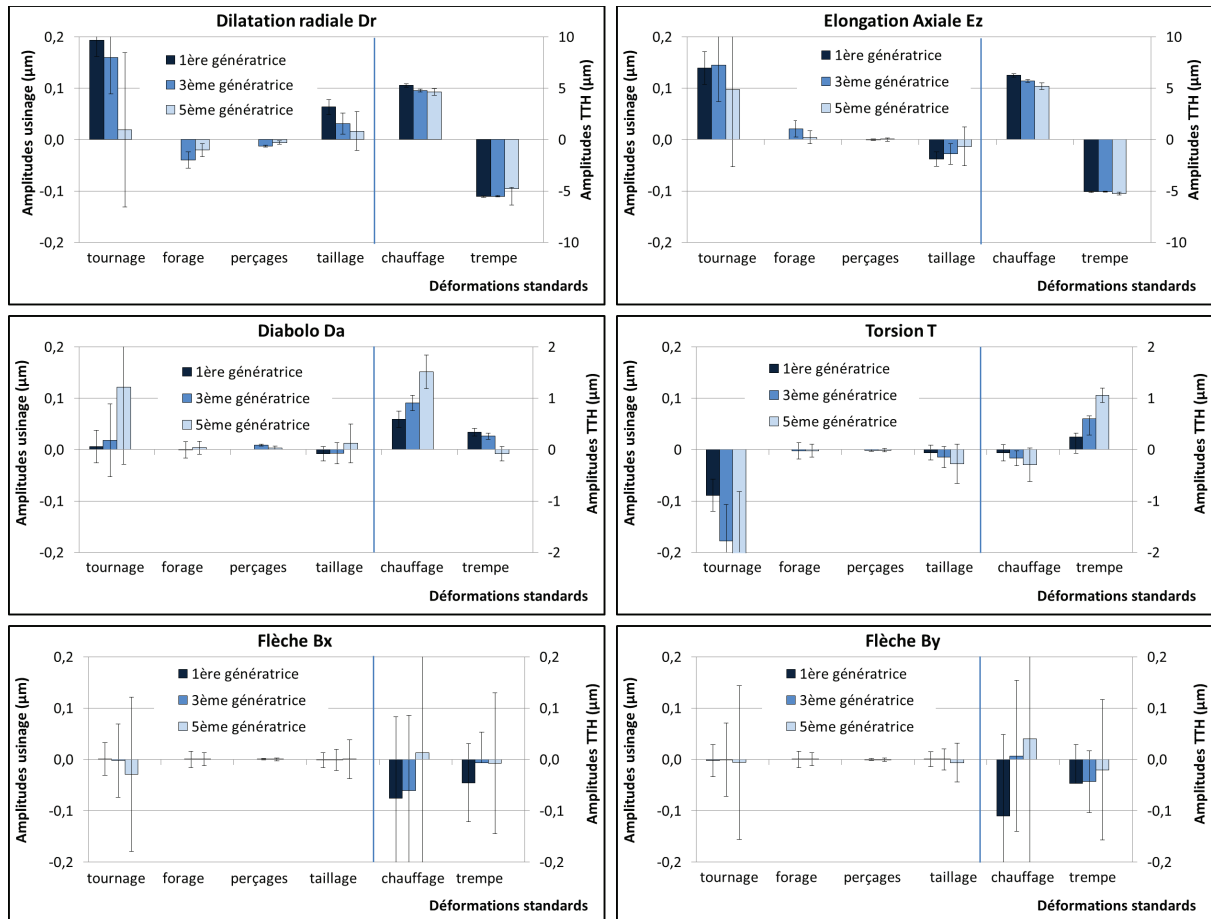 Dilatation radiale Dr
Amplitudes usinage (µm)
0,2
0,1
0,0
-0,1
-0,2
1ère génératrice
3ème génératrice
5ème génératrice
10
5
0
-5
-10
Amplitudes TTH (µm)
tournage forage perçages taillage chauffage trempe
Déformations standards
Elongation Axiale Ez
Amplitudes usinage (µm)
0,2
0,1
0,0
-0,1
-0,2
1ère génératrice
3ème génératrice
5ème génératrice
10
5
0
-5
-10
Amplitudes TTH (µm)
tournage forage perçages taillage chauffage trempe
Déformations standards
Diabolo Da
Amplitudes usinage (µm)
0,2
0,1
0,0
-0,1
-0,2
1ère génératrice
3ème génératrice
5ème génératrice
2
1
0
-1
-2
Amplitudes TTH (µm)
tournage forage perçages taillage chauffage trempe
Déformations standards
Torsion T
Amplitudes usinage (µm)
0,2
0,1
0,0
-0,1
-0,2
1ère génératrice
3ème génératrice
5ème génératrice
2
1
0
-1
-2
Amplitudes TTH (µm)
tournage forage perçages taillage chauffage trempe
Déformations standards
Flèche Bx
Amplitudes usinage (µm)
0,2
0,1
0,0
-0,1
-0,2
1ère génératrice
3ème génératrice
5ème génératrice
0,2
0,1
0,0
-0,1
-0,2
Amplitudes TTH (µm)
tournage forage perçages taillage chauffage trempe
Déformations standards
Flèche By
Amplitudes usinage (µm)
0,2
0,1
0,0
-0,1
-0,2
1ère génératrice
3ème génératrice
5ème génératrice
0,2
0,1
0,0
-0,1
-0,2
Amplitudes TTH (µm)
tournage forage perçages taillage chauffage trempe
Déformations standards